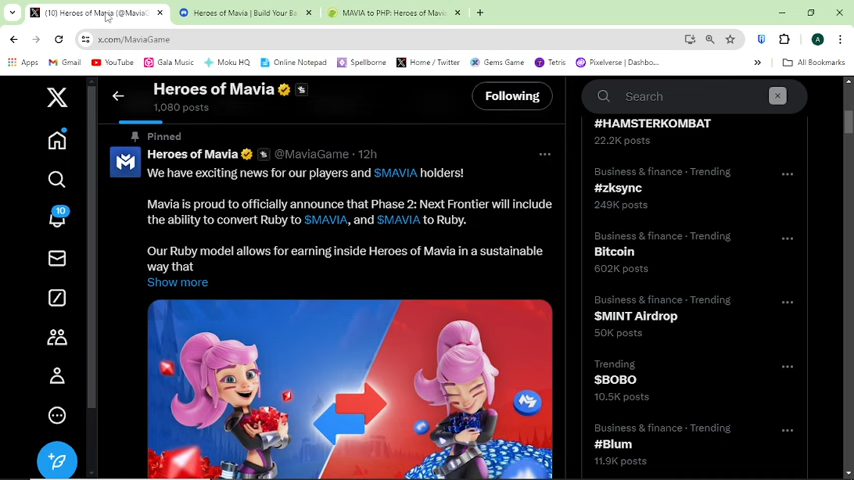 (10) Heroes of Mavia (@MaviaG
Heroes of Mavia | Build Your Ba
MAVIA to PHP: Heroes of Mavi
x.com/MaviaGame
Apps
Gmail
YouTube
Gala Music
Moku HQ
Online Notepad
Spellborne
Home / Twitter
Gems Game
Tetris
Pixelverse | Dashbo...
All Bookmarks
Heroes of Mavia
1,080 posts
Following
Pinned
Heroes of Mavia @MaviaGame · 12h
We have exciting news for our players and $MAVIA holders!
Mavia is proud to officially announce that Phase 2: Next Frontier will include
the ability to convert Ruby to $MAVIA, and $MAVIA to Ruby.
Our Ruby model allows for earning inside Heroes of Mavia in a sustainable
way that
Show more
10
Search
#HAMSTERKOMBAT
22.2K posts
Business & finance · Trending
#zksync
249K posts
Business & finance · Trending
Bitcoin
602K posts
Business & finance · Trending
$MINT Airdrop
50K posts
Trending
$BOBO
10.5K posts
Business & finance · Trending
#Blum
11.9K posts